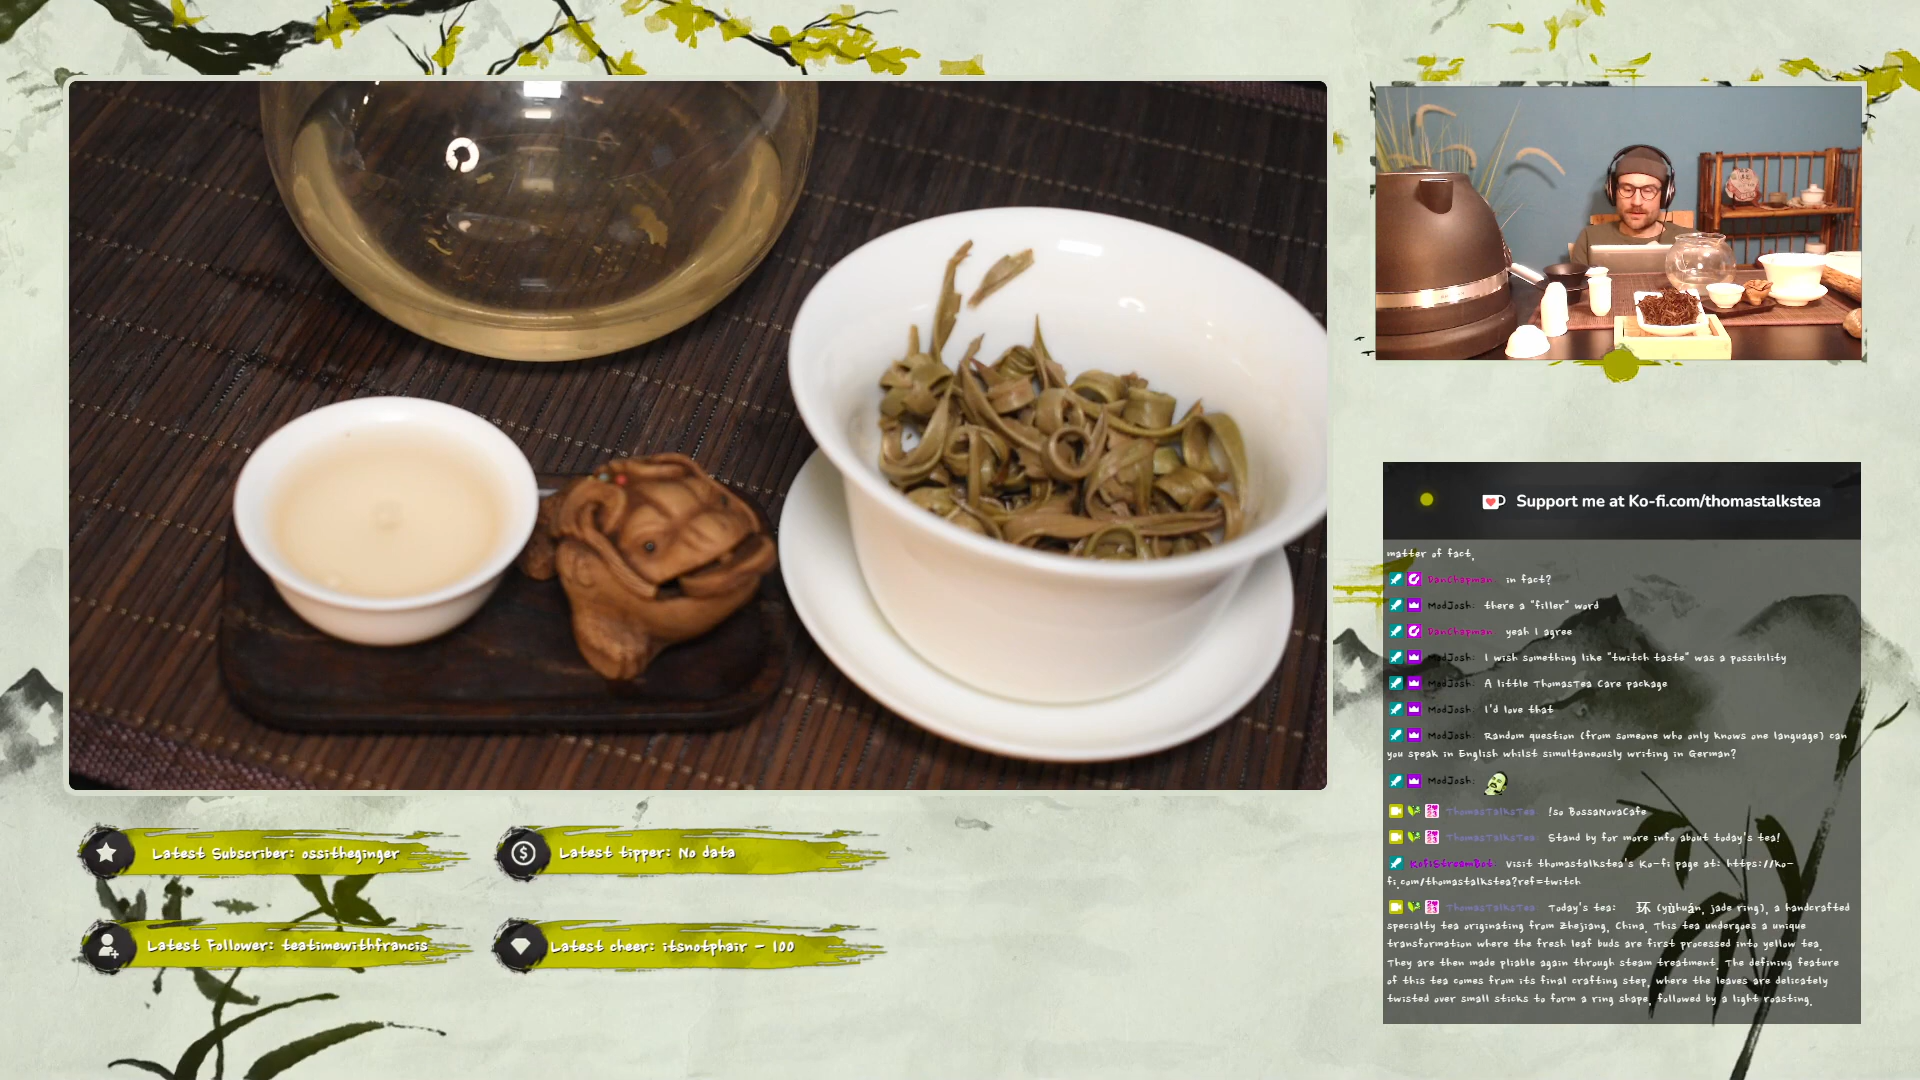 Support me at Ko-fi.com/thomastalkstea
matter of fact.
DanChapman: in fact?
ModJosh: there a "filler" word
DanChapman: yeah I agree
ModJosh: I wish something like "twitch taste" was a possibility
ModJosh: A little ThomasTea Care package
ModJosh: I'd love that
ModJosh: Random question (from someone who only knows one language) can
you speak in English whilst simultaneously writing in German?
ModJosh:
ThomasTalksTea: !so BossaNovaCafe
ThomasTalksTea: Stand by for more info about today's tea!
KofiStreamBot: Visit thomastalkstea's Ko-fi page at: https://ko-
fi.com/thomastalkstea?ref=twitch
ThomasTalksTea: Today's tea: 环 (yùhuán, jade ring), a handcrafted
specialty tea originating from Zhejiang, China. This tea undergoes a unique
transformation where the fresh leaf buds are first processed into yellow tea.
They are then made pliable again through steam treatment. The defining feature
of this tea comes from its final crafting step, where the leaves are delicately
twisted over small sticks to form a ring shape, followed by a light roasting.
Latest Subscriber: ossitheginger
Latest tipper: No data
Latest Follower: teatimewithfrancis
Latest cheer: itsnotphair - 100